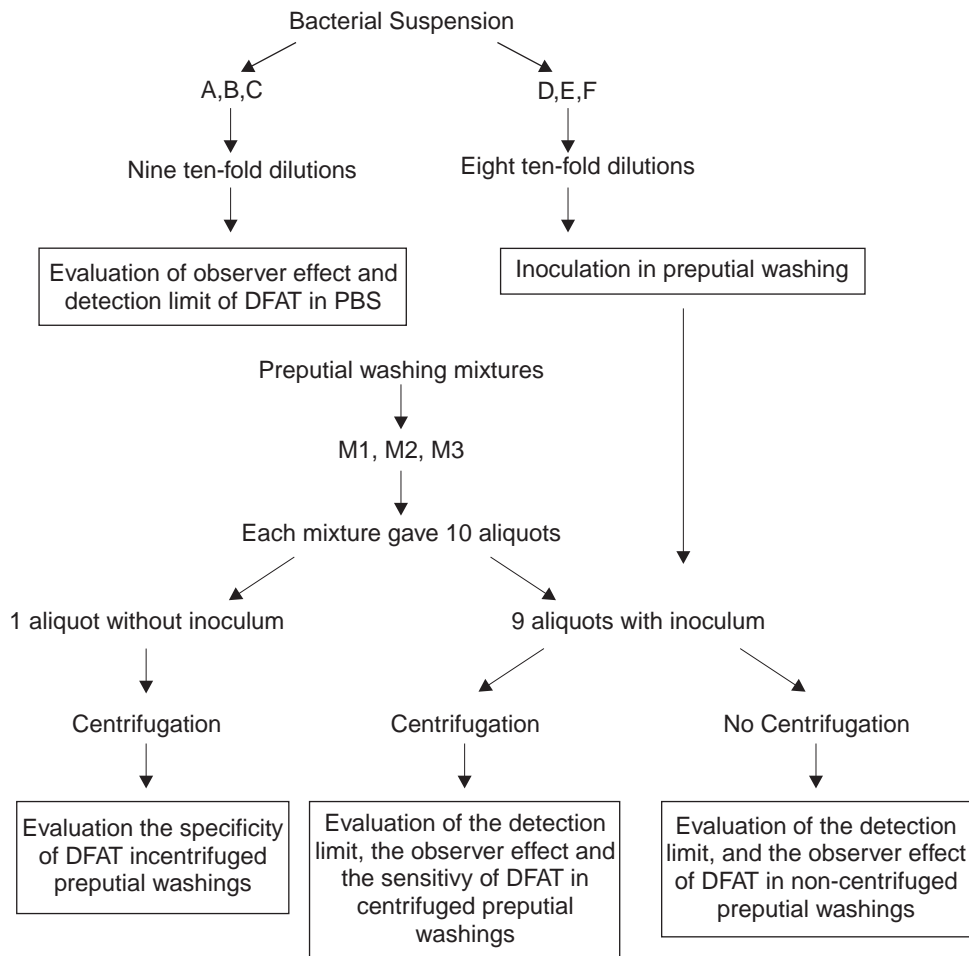 Bacterial Suspension
A,B,C
D,E,F
Nine ten-fold dilutions
Eight ten-fold dilutions
Evaluation of observer effect and
detection limit of DFAT in PBS
Inoculation in preputial washing
Preputial washing mixtures
M1, M2, M3
Each mixture gave 10 aliquots
1 aliquot without inoculum
9 aliquots with inoculum
Centrifugation
Centrifugation
No Centrifugation
Evaluation the specificity
of DFAT incentrifuged
preputial washings
Evaluation of the detection
limit, the observer effect and
the sensitivy of DFAT in
centrifuged preputial
washings
Evaluation of the detection
limit, and the observer effect
of DFAT in non-centrifuged
preputial washings